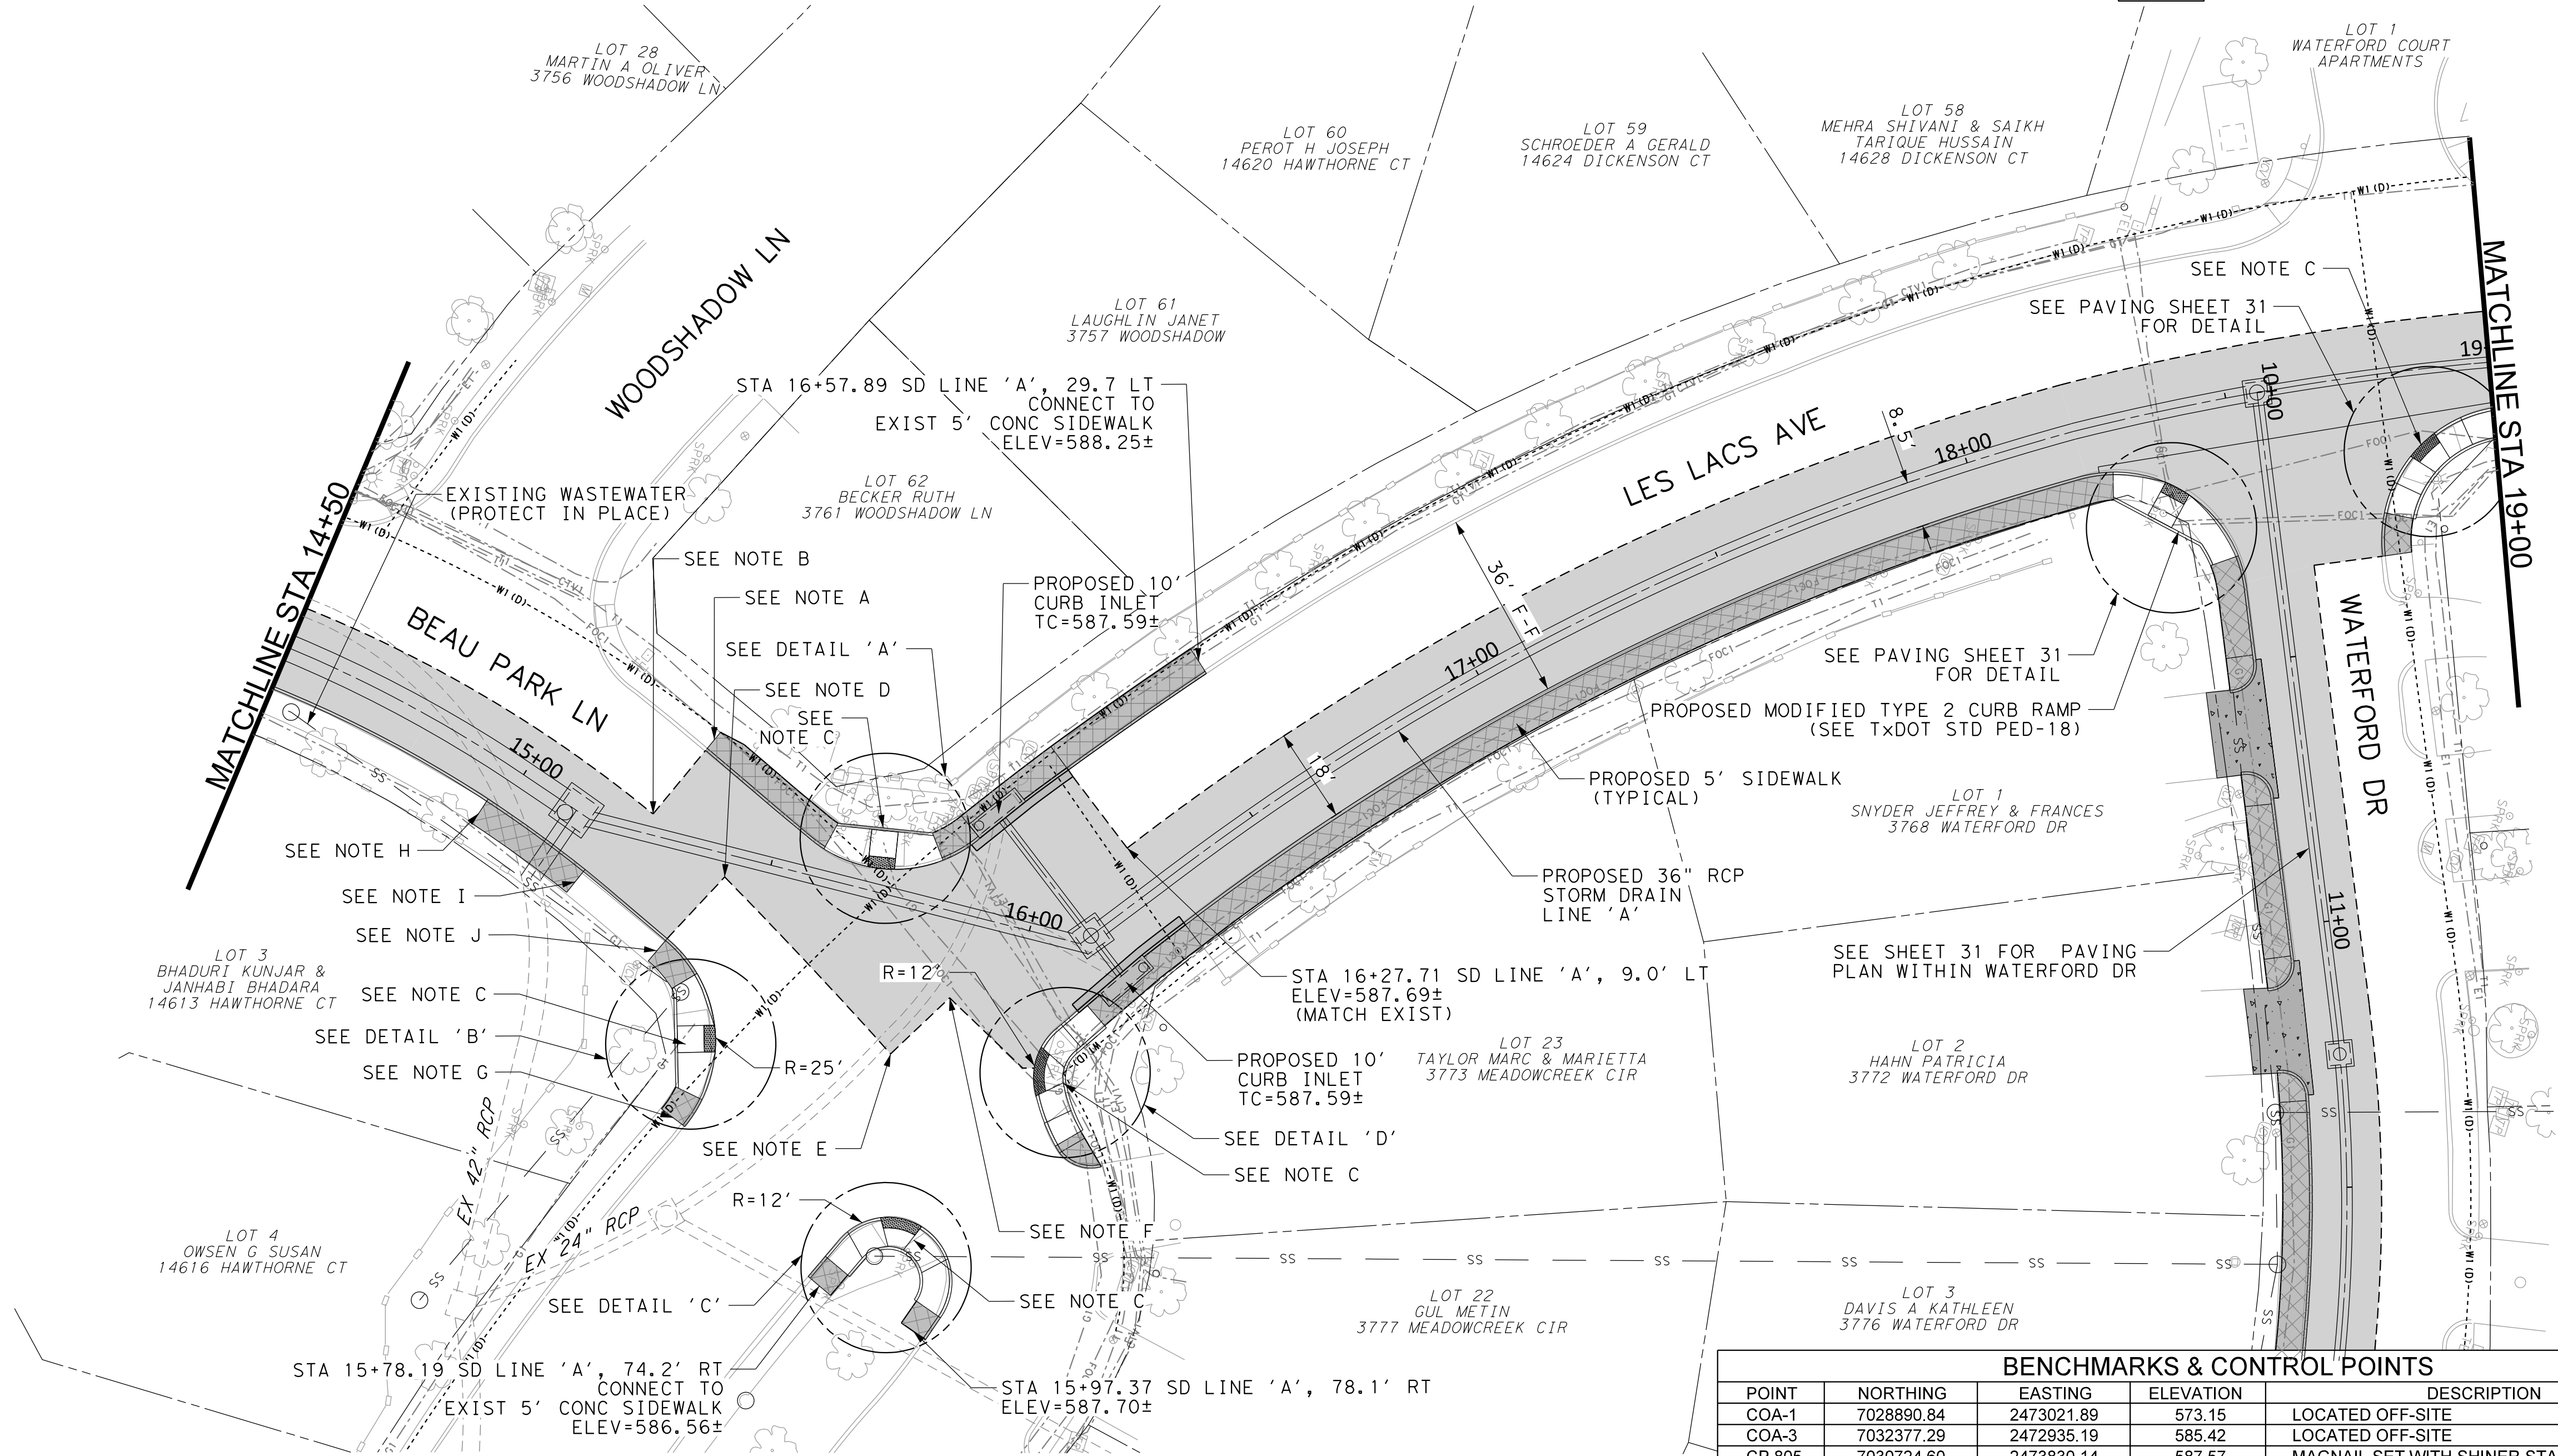 LOT 28
MARTIN A OLIVER
3756 WOODSHADOW LN
LOT 60
PEROT H JOSEPH
14620 HAWTHORNE CT
LOT 59
SCHROEDER A GERALD
14624 DICKENSON CT
LOT 58
MEHRA SHIVANI & SAIKH
TARIQUE HUSSAIN
14628 DICKENSON CT
LOT 1
WATERFORD COURT
APARTMENTS
WOODSHADOW LN
LOT 61
LAUGHLIN JANET
3757 WOODSHADOW
SEE NOTE C
SEE PAVING SHEET 31
FOR DETAIL
MATCHLINE STA 19+00
STA 16+57.89 SD LINE 'A', 29.7 LT
CONNECT TO
EXIST 5' CONC SIDEWALK
ELEV=588.25±
LES LACS AVE
8.5'
18+00
10+00
19+
LOT 62
BECKER RUTH
3761 WOODSHADOW LN
EXISTING WASTEWATER
(PROTECT IN PLACE)
MATCHLINE STA 14+50
SEE NOTE B
SEE NOTE A
SEE DETAIL 'A'
SEE NOTE D
SEE
NOTE C
PROPOSED 10'
CURB INLET
TC=587.59±
BEAU PARK LN
15+00
36' F-F
17+00
18'
WATERFORD DR
SEE PAVING SHEET 31
FOR DETAIL
PROPOSED MODIFIED TYPE 2 CURB RAMP
(SEE TxDOT STD PED-18)
PROPOSED 5' SIDEWALK
(TYPICAL)
LOT 1
SNYDER JEFFREY & FRANCES
3768 WATERFORD DR
SEE NOTE H
SEE NOTE I
SEE NOTE J
PROPOSED 36" RCP
STORM DRAIN
LINE 'A'
16+00
11+00
SEE SHEET 31 FOR PAVING
PLAN WITHIN WATERFORD DR
LOT 3
BHADURI KUNJAR &
JANHABI BHADARA
14613 HAWTHORNE CT
SEE NOTE C
SEE DETAIL 'B'
SEE NOTE G
R=12'
STA 16+27.71 SD LINE 'A', 9.0' LT
ELEV=587.69±
(MATCH EXIST)
R=25'
PROPOSED 10'
CURB INLET
TC=587.59±
LOT 23
TAYLOR MARC & MARIETTA
3773 MEADOWCREEK CIR
LOT 2
HAHN PATRICIA
3772 WATERFORD DR
SEE NOTE E
SEE DETAIL 'D'
SEE NOTE C
EX 42" RCP
R=12'
SEE NOTE F
EX 24" RCP
LOT 4
OWSEN G SUSAN
14616 HAWTHORNE CT
SEE DETAIL 'C'
SEE NOTE C
LOT 22
GUL METIN
3777 MEADOWCREEK CIR
LOT 3
DAVIS A KATHLEEN
3776 WATERFORD DR
STA 15+78.19 SD LINE 'A', 74.2' RT
CONNECT TO
EXIST 5' CONC SIDEWALK
ELEV=586.56±
STA 15+97.37 SD LINE 'A', 78.1' RT
ELEV=587.70±
BENCHMARKS & CONTROL POINTS
POINT NORTHING EASTING ELEVATION DESCRIPTION
COA-1 7028890.84 2473021.89 573.15 LOCATED OFF-SITE
COA-3 7032377.29 2472935.19 585.42 LOCATED OFF-SITE